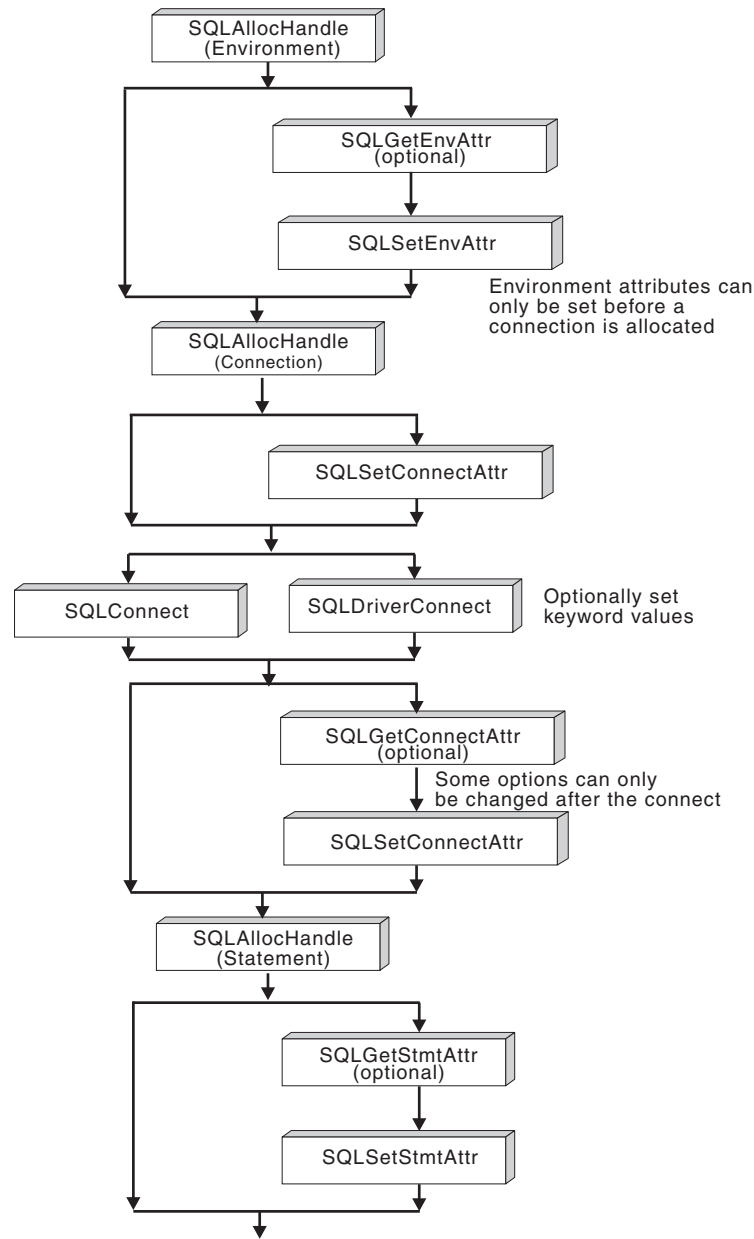 SQLAllocHandle
(Environment)
SQLGetEnvAttr
(optional)
SQLSetEnvAttr
Environment attributes can
only be set before a
connection is allocated
SQLAllocHandle
(Connection)
SQLSetConnectAttr
SQLConnect
SQLDriverConnect
Optionally set
keyword values
SQLGetConnectAttr
(optional)
Some options can only
be changed after the connect
SQLSetConnectAttr
SQLAllocHandle
(Statement)
SQLGetStmtAttr
(optional)
SQLSetStmtAttr